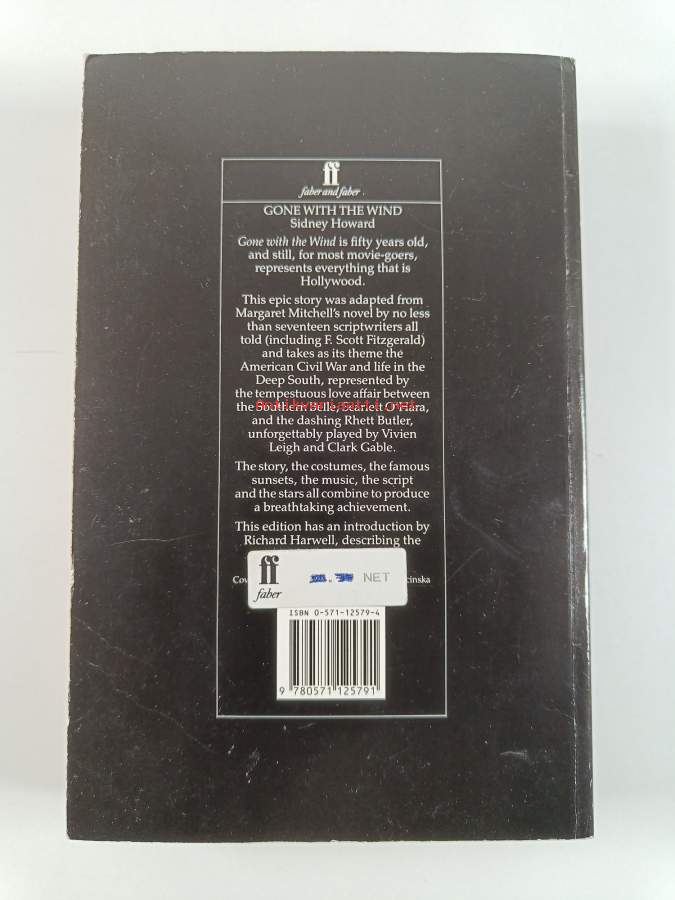 ff
faber and faber
GONE WITH THE WIND
Sidney Howard
Gone with the Wind is fifty years old,
and still, for most movie-goers,
represents everything that is
Hollywood.
This epic story was adapted from
Margaret Mitchell's novel by no less
than seventeen scriptwriters all
told (including F. Scott Fitzgerald)
and takes as its theme the
American Civil War and life in the
Deep South, represented by
the tempestuous love affair between
the Southern Belle, Scarlett O'Hara,
and the dashing Rhett Butler,
unforgettably played by Vivien
Leigh and Clark Gable.
The story, the costumes, the famous
sunsets, the music, the script
and the stars all combine to produce
a breathtaking achievement.
This edition has an introduction by
Richard Harwell, describing the
ff
faber
NET
ISBN 0-571-12579-4
9 780571 125791